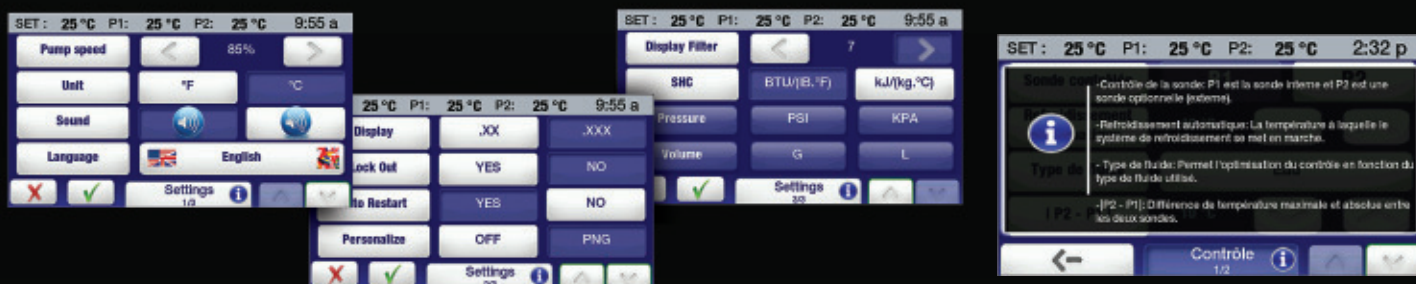 SET: 25 °C P1: 25 °C P2: 25 °C 9:55 a
Pump speed 85%
Unit °F °C
Sound
Language English
Settings
1/3
25 °C P1: 25 °C P2: 25 °C 9:55 a
Display .XX .XXX
Lock Out YES NO
to Restart YES NO
Personalize OFF PNG
Settings
SET: 25 °C P1: 25 °C P2: 25 °C 9:55 a
Display Filter 7
SHC BTU/(lB.°F) kJ/(kg.°C)
Pressure PSI KPA
Volume G L
Settings
3/3
SET: 25 °C P1: 25 °C P2: 25 °C 2:32 p
-Contrôle de la sonde: P1 est la sonde interne et P2 est une
sonde optionnelle (externe).
-Refroidissement automatique: La température à laquelle le
système de refroidissement se met en marche.
- Type de fluide: Permet l'optimisation du contrôle en fonction du
type de fluide utilisé.
-|P2 - P1|: Différence de température maximale et absolue entre
les deux sondes.
Contrôle
1/2